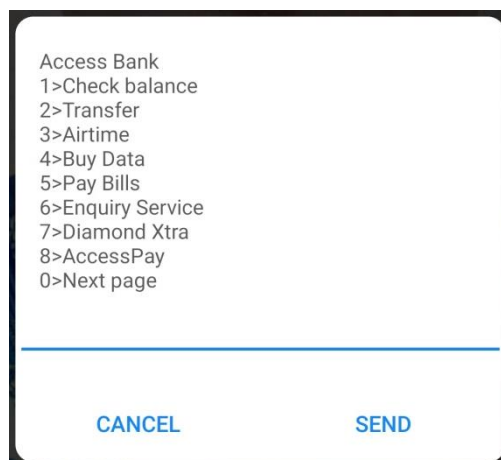 Access Bank
1>Check balance
2>Transfer
3>Airtime
4>Buy Data
5>Pay Bills
6>Enquiry Service
7>Diamond Xtra
8>AccessPay
0>Next page
CANCEL SEND